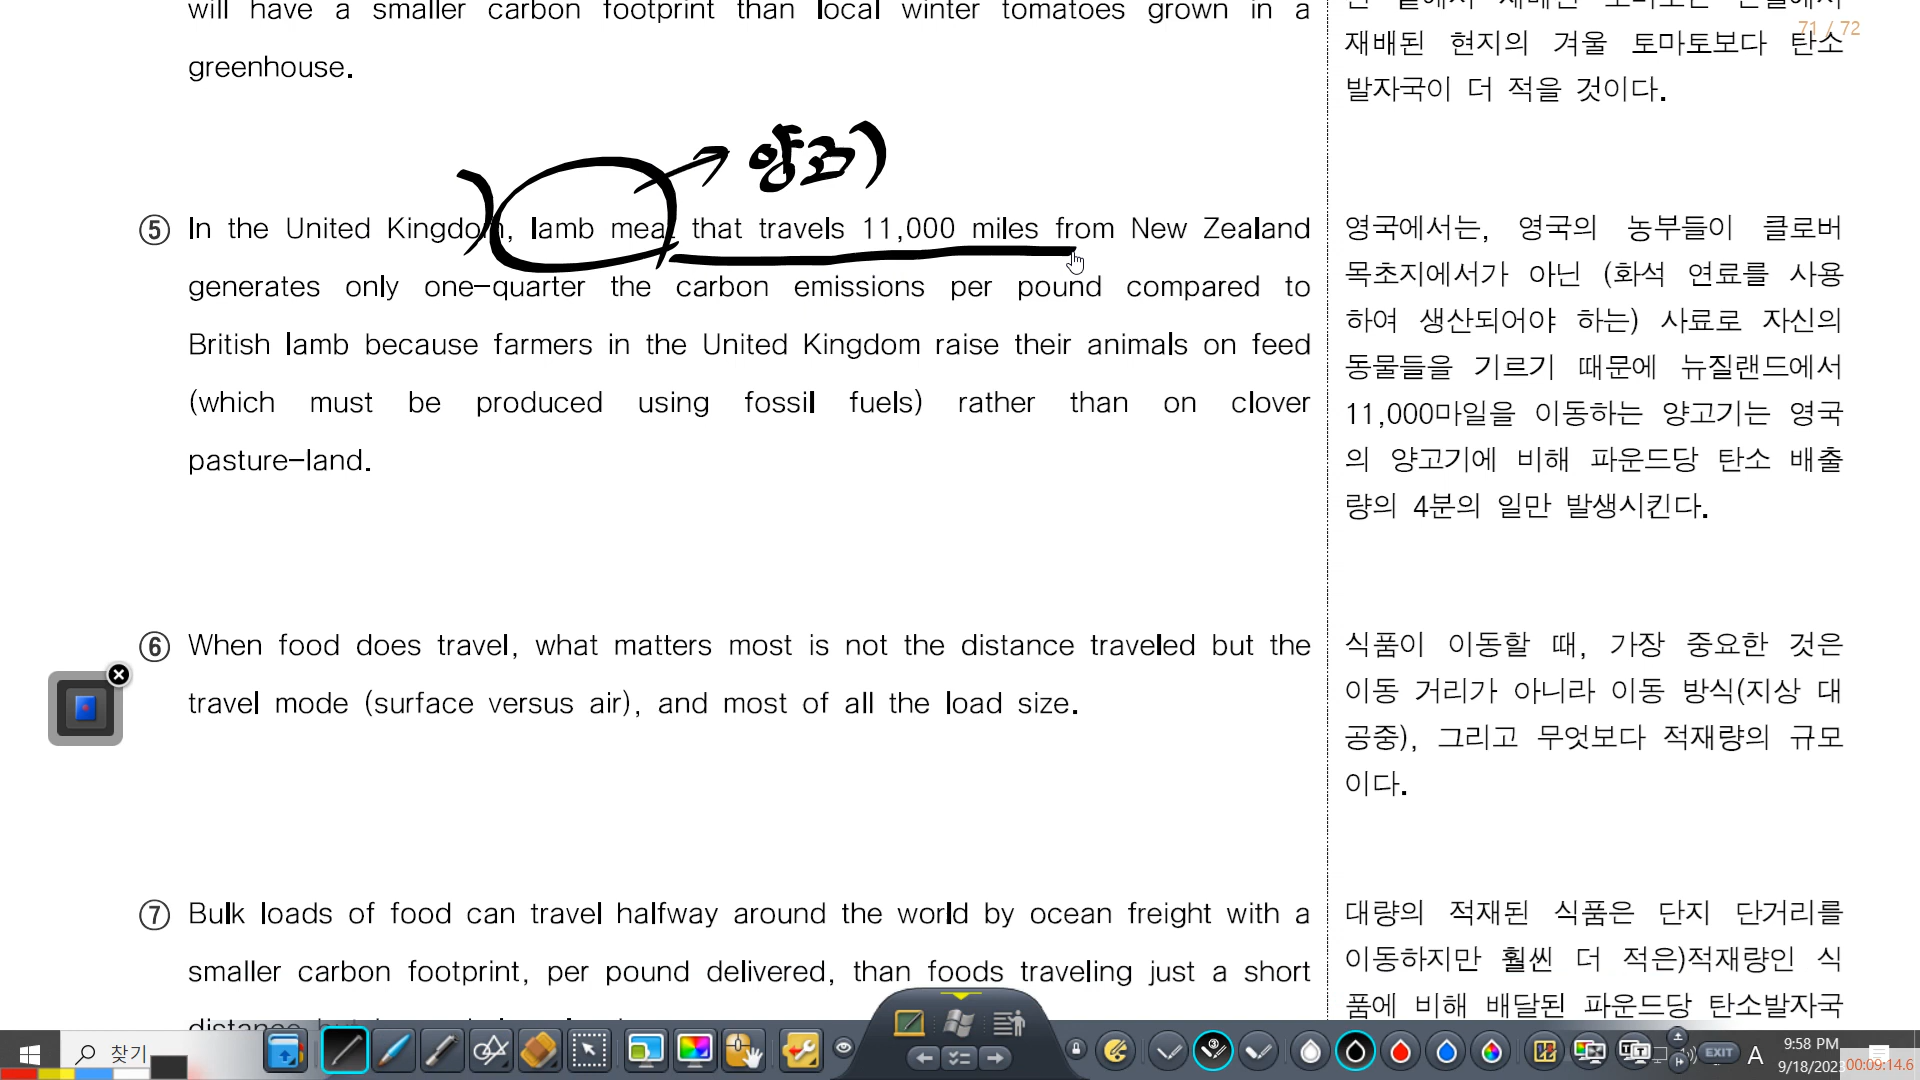 will have a smaller carbon footprint than local winter tomatoes grown in a
greenhouse.
71 / 72
재배된 현지의 겨울 토마토보다 탄소
발자국이 더 적을 것이다.
양고
⑤ In the United Kingdom, lamb meat that travels 11,000 miles from New Zealand
generates only one-quarter the carbon emissions per pound compared to
British lamb because farmers in the United Kingdom raise their animals on feed
(which must be produced using fossil fuels) rather than on clover
pasture-land.
영국에서는, 영국의 농부들이 클로버
목초지에서가 아닌 (화석 연료를 사용
하여 생산되어야 하는) 사료로 자신의
동물들을 기르기 때문에 뉴질랜드에서
11,000마일을 이동하는 양고기는 영국
의 양고기에 비해 파운드당 탄소 배출
량의 4분의 일만 발생시킨다.
⑥ When food does travel, what matters most is not the distance traveled but the
travel mode (surface versus air), and most of all the load size.
식품이 이동할 때, 가장 중요한 것은
이동 거리가 아니라 이동 방식(지상 대
공중), 그리고 무엇보다 적재량의 규모
이다.
⑦ Bulk loads of food can travel halfway around the world by ocean freight with a
smaller carbon footprint, per pound delivered, than foods traveling just a short
대량의 적재된 식품은 단지 단거리를
이동하지만 훨씬 더 적은)적재량인 식
품에 비해 배달된 파운드당 탄소발자국
찾기
EXIT
A
9:58 PM
9/18/202
00:09:14.6